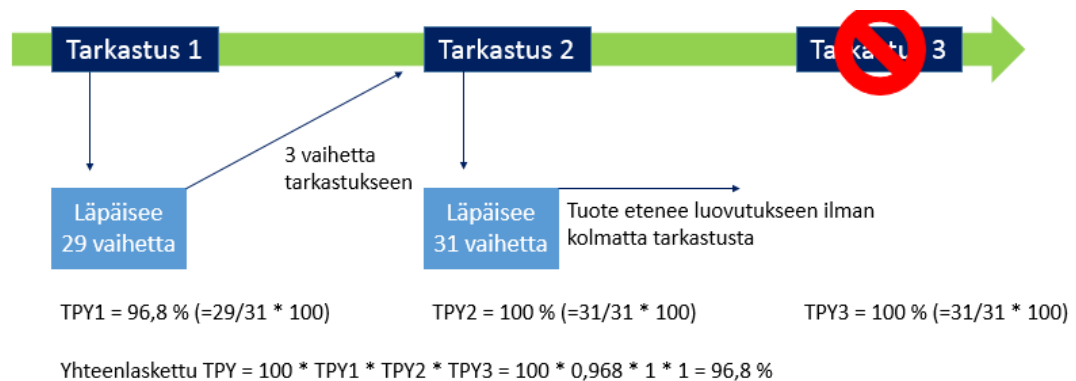 Tarkastus 1
Tarkastus 2
3
3 vaihetta
tarkastukseen
Läpäisee
29 vaihetta
Läpäisee
31 vaihetta
Tuote etenee luovutukseen ilman
kolmatta tarkastusta
TPY1 = 96,8 % (=29/31 * 100)
TPY2 = 100 % (=31/31 * 100)
TPY3 = 100 % (=31/31 * 100)
Yhteenlaskettu TPY = 100 * TPY1 * TPY2 * TPY3 = 100 * 0,968 * 1 * 1 = 96,8 %